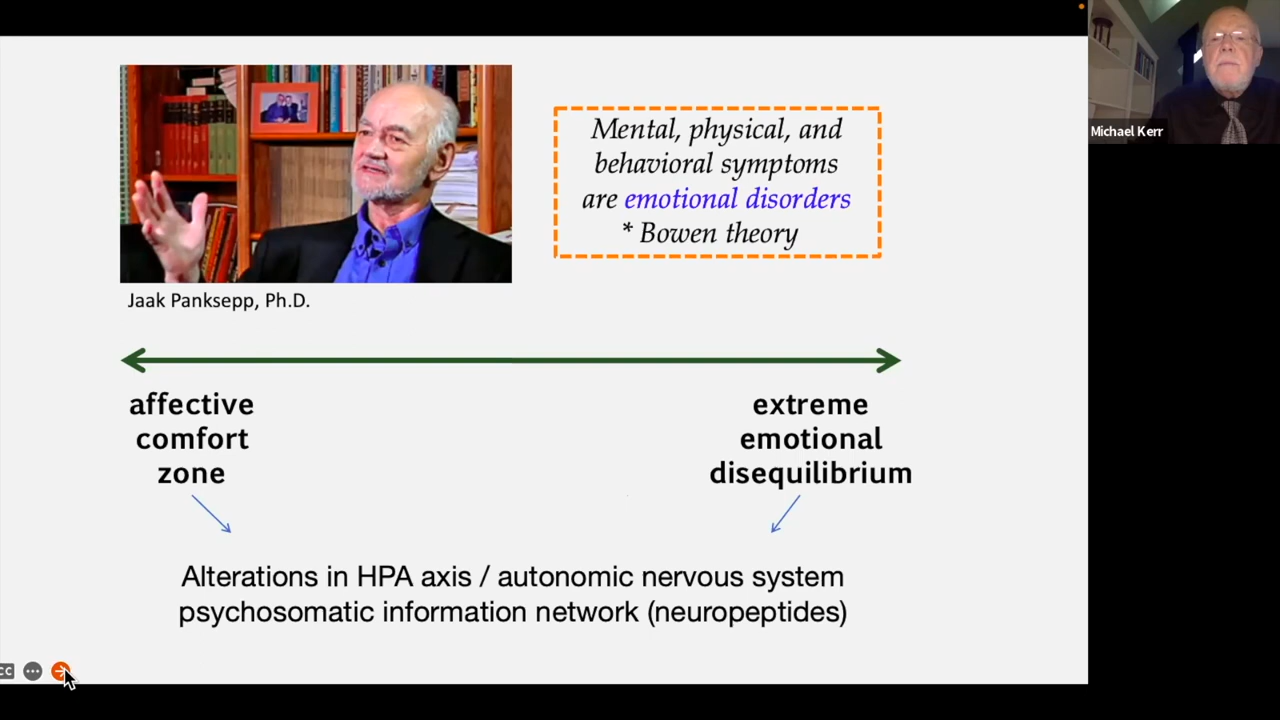 Mental, physical, and
behavioral symptoms
are emotional disorders
* Bowen theory
Michael Kerr
Jaak Panksepp, Ph.D.
affective
comfort
zone
extreme
emotional
disequilibrium
Alterations in HPA axis / autonomic nervous system
psychosomatic information network (neuropeptides)
CC